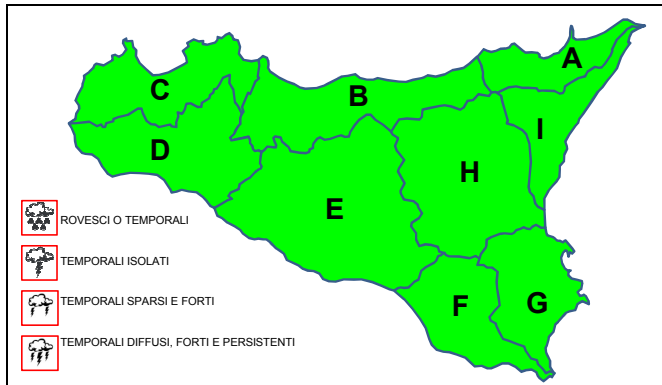 A
C
B
I
D
H
E
ROVESCI O TEMPORALI
TEMPORALI ISOLATI
TEMPORALI SPARSI E FORTI
F
G
TEMPORALI DIFFUSI, FORTI E PERSISTENTI